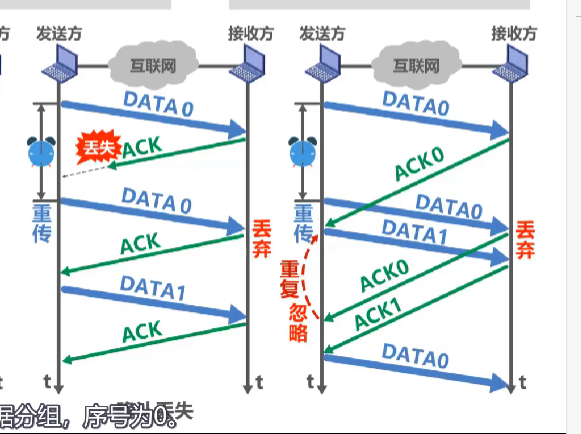 发送方
接收方
互联网
DATA 0
丢失
ACK
重传
DATA 0
丢弃
ACK
DATA1
ACK
t
t
发送方
接收方
互联网
DATA0
ACK0
重传
DATA0
DATA1
丢弃
重复
忽略
ACK0
ACK1
DATA0
t
t
t
丢失
据分组，序号为0。